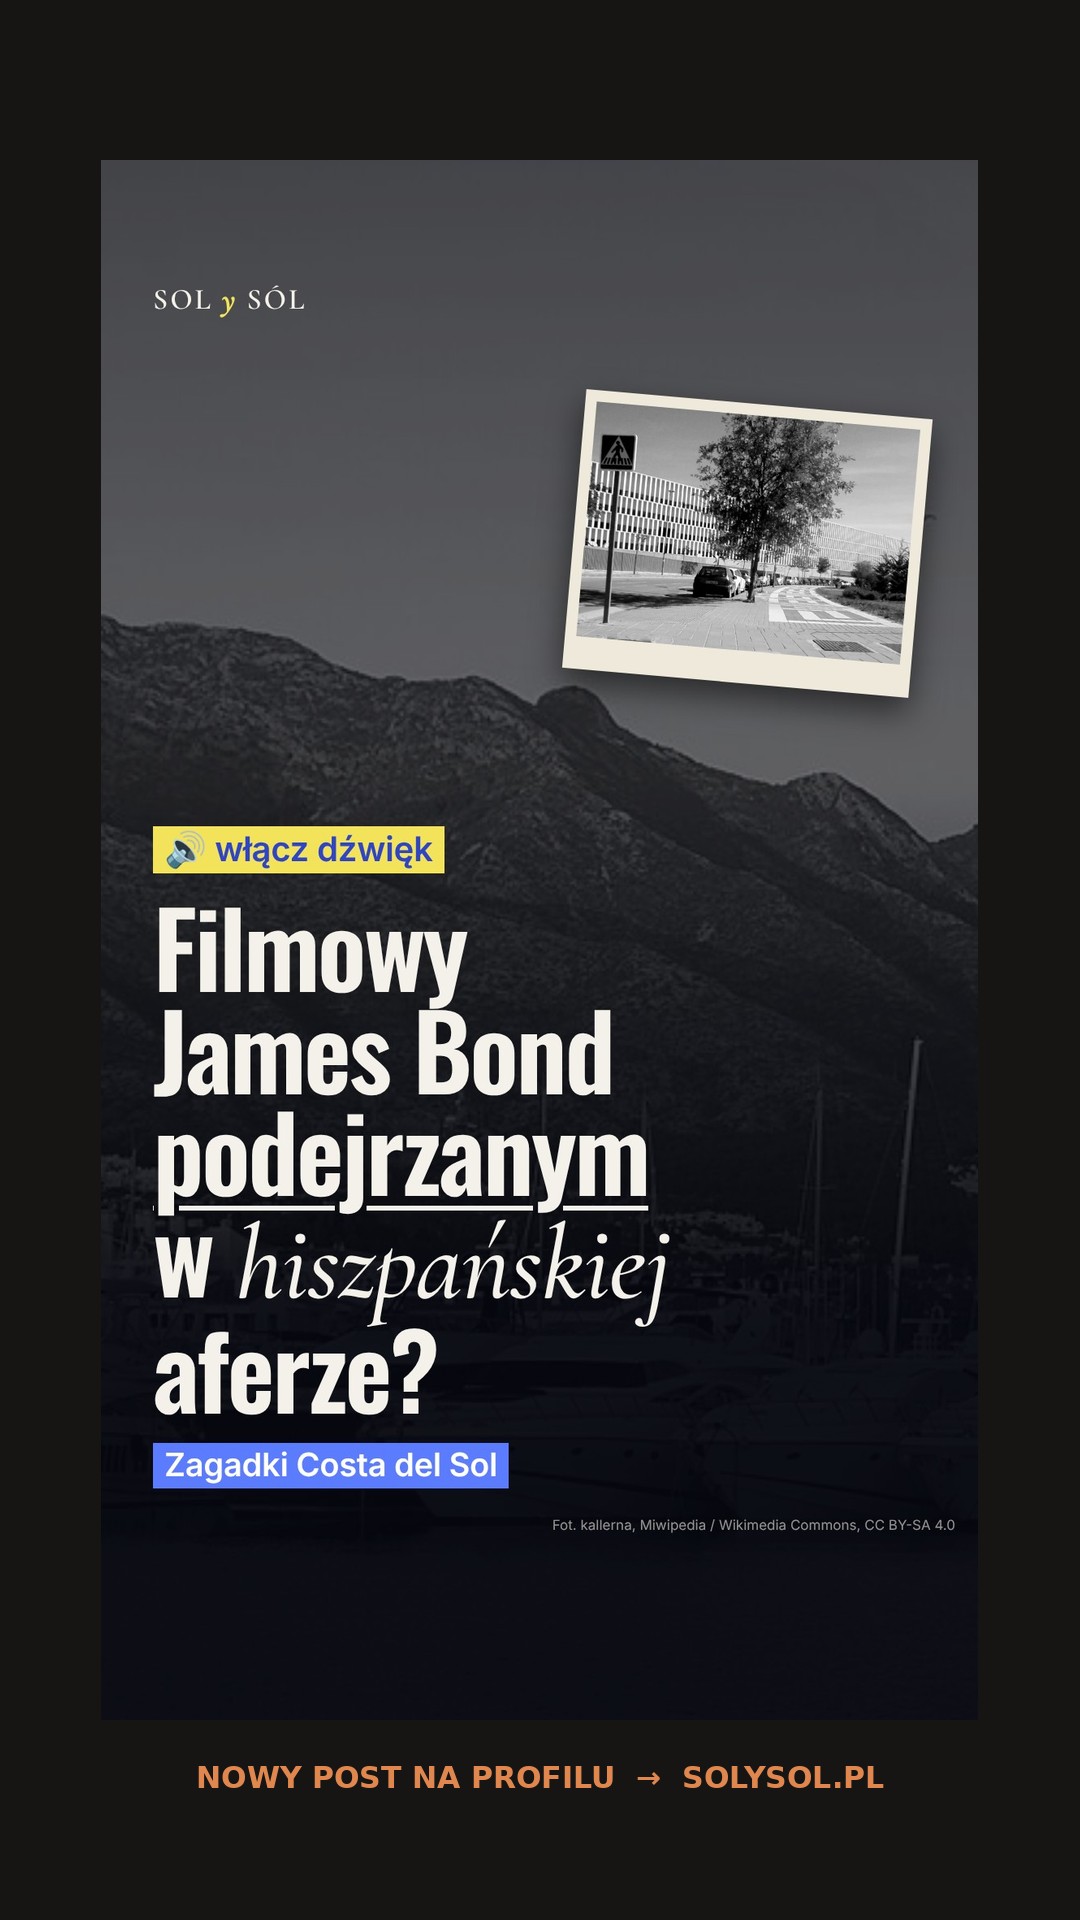 SOL y SÓL
🔊 włącz dźwięk
Filmowy
James Bond
podejrzanym
w hiszpańskiej
aferze?
Zagadki Costa del Sol
Fot. kallerna, Miwipedia / Wikimedia Commons, CC BY-SA 4.0
NOWY POST NA PROFILU → SOLYSOL.PL